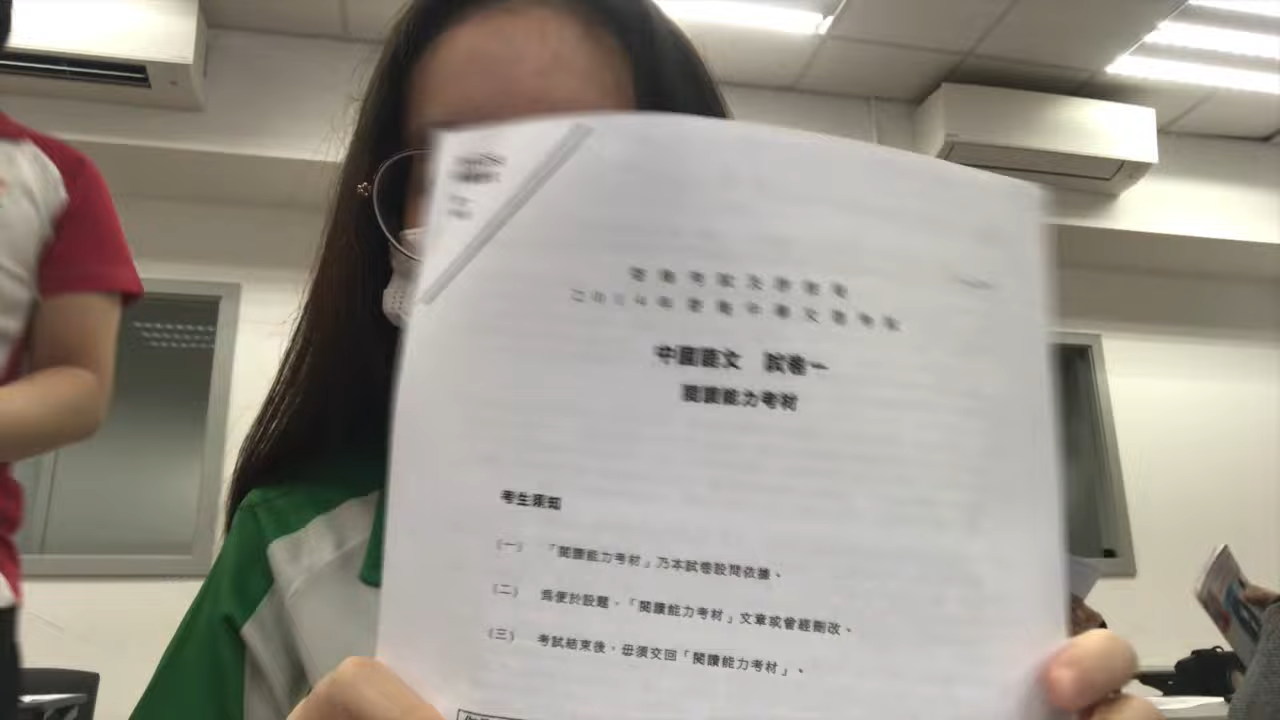 香港考試及評核局
年香港中學文憑考試
中國語文 試卷一
閱讀能力考材
考生須知
(一) 「閱讀能力考材」乃本試卷設問依據。
(二) 為便於設題,「閱讀能力考材」文章或曾經刪改。
(三) 考試結束後,毋須交回「閱讀能力考材」。